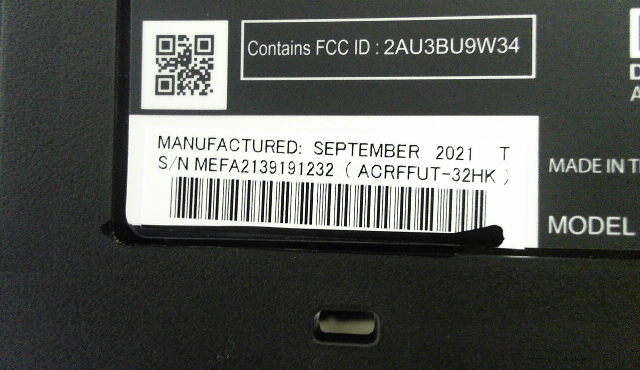 Contains FCC ID : 2AU3BU9W34
MANUFACTURED: SEPTEMBER 2021 T
S/N MEFA2139191232 ( ACRFFUT-32HK )
MADE IN
MODEL